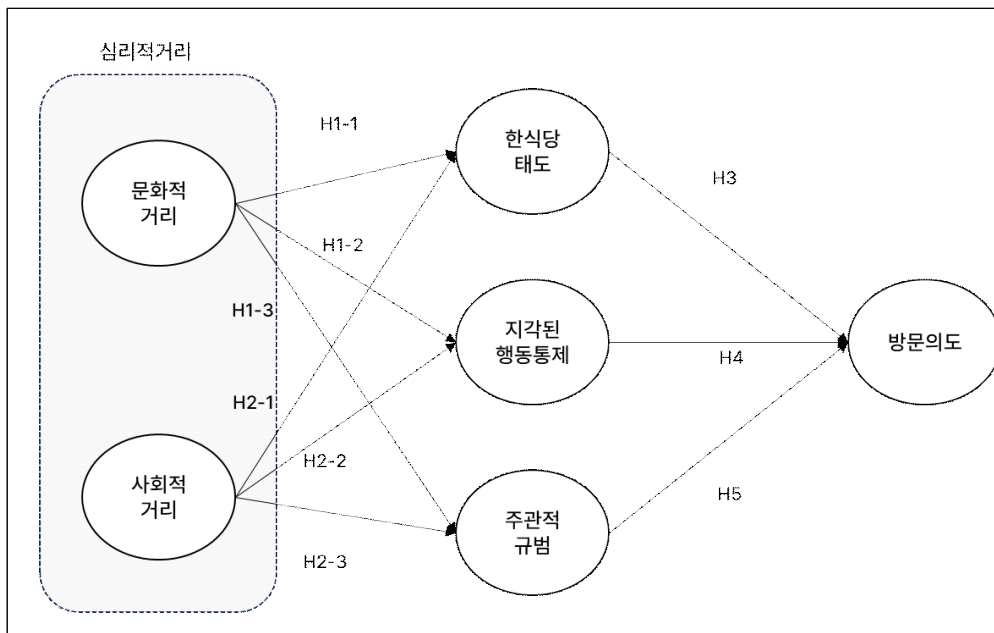 심리적거리
문화적
거리
사회적
거리
H1-1
H1-2
H1-3
H2-1
H2-2
H2-3
한식당
태도
지각된
행동통제
주관적
규범
H3
H4
H5
방문의도